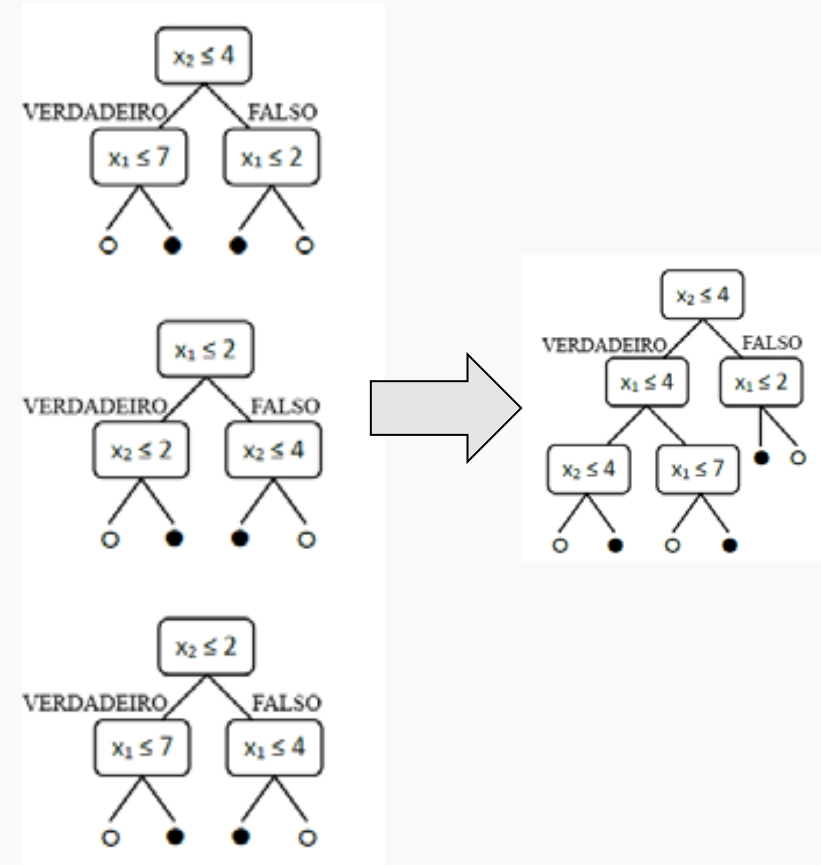 x₂ ≤ 4
VERDADEIRO FALSO
x₁ ≤ 7 x₁ ≤ 2
x₁ ≤ 2
VERDADEIRO FALSO
x₂ ≤ 2 x₂ ≤ 4
x₂ ≤ 2
VERDADEIRO FALSO
x₁ ≤ 7 x₁ ≤ 4
x₂ ≤ 4
VERDADEIRO FALSO
x₁ ≤ 4 x₁ ≤ 2
x₂ ≤ 4 x₁ ≤ 7